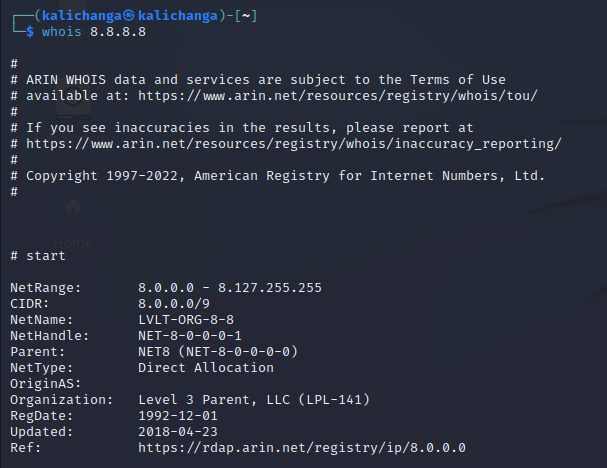 ┌──(kalichanga㉿kalichanga)-[~]
└─$ whois 8.8.8.8
#
# ARIN WHOIS data and services are subject to the Terms of Use
# available at: https://www.arin.net/resources/registry/whois/tou/
#
# If you see inaccuracies in the results, please report at
# https://www.arin.net/resources/registry/whois/inaccuracy_reporting/
#
# Copyright 1997-2022, American Registry for Internet Numbers, Ltd.
#
Home
# start
NetRange:       8.0.0.0 - 8.127.255.255
CIDR:           8.0.0.0/9
NetName:        LVLT-ORG-8-8
NetHandle:      NET-8-0-0-0-1
Parent:         NET8 (NET-8-0-0-0-0)
NetType:        Direct Allocation
OriginAS:
Organization:   Level 3 Parent, LLC (LPL-141)
RegDate:        1992-12-01
Updated:        2018-04-23
Ref:            https://rdap.arin.net/registry/ip/8.0.0.0